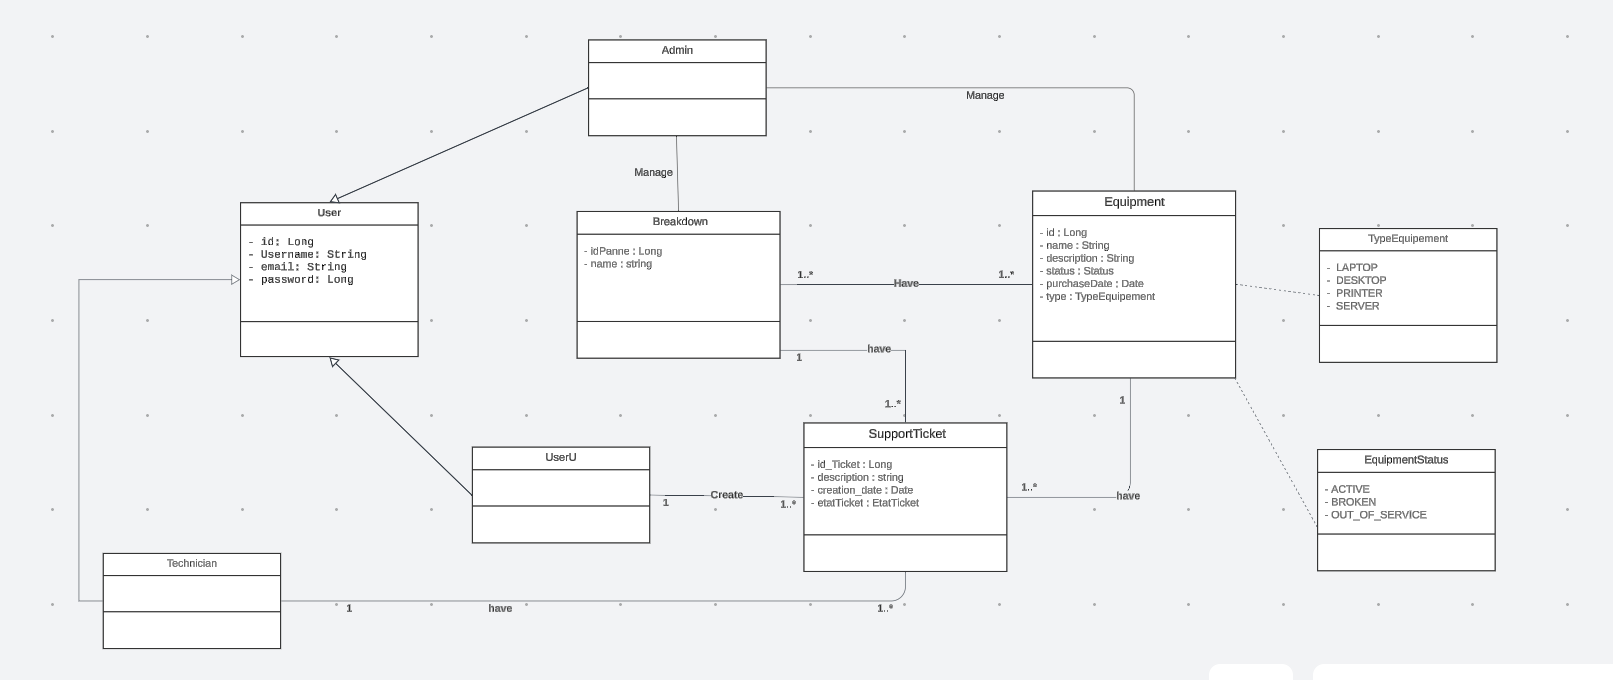 Admin
Manage
Manage
User
- id: Long
- Username: String
- email: String
- password: Long
Breakdown
- idPanne : Long
- name : string
Equipment
- id : Long
- name : String
- description : String
- status : Status
- purchaseDate : Date
- type : TypeEquipement
TypeEquipement
- LAPTOP
- DESKTOP
- PRINTER
- SERVER
1..*
Have
1..*
1
have
1..*
1
SupportTicket
- id_Ticket : Long
- description : string
- creation_date : Date
- etatTicket : EtatTicket
UserU
1
Create
1..*
1..*
have
EquipmentStatus
- ACTIVE
- BROKEN
- OUT_OF_SERVICE
Technician
1
have
1..*